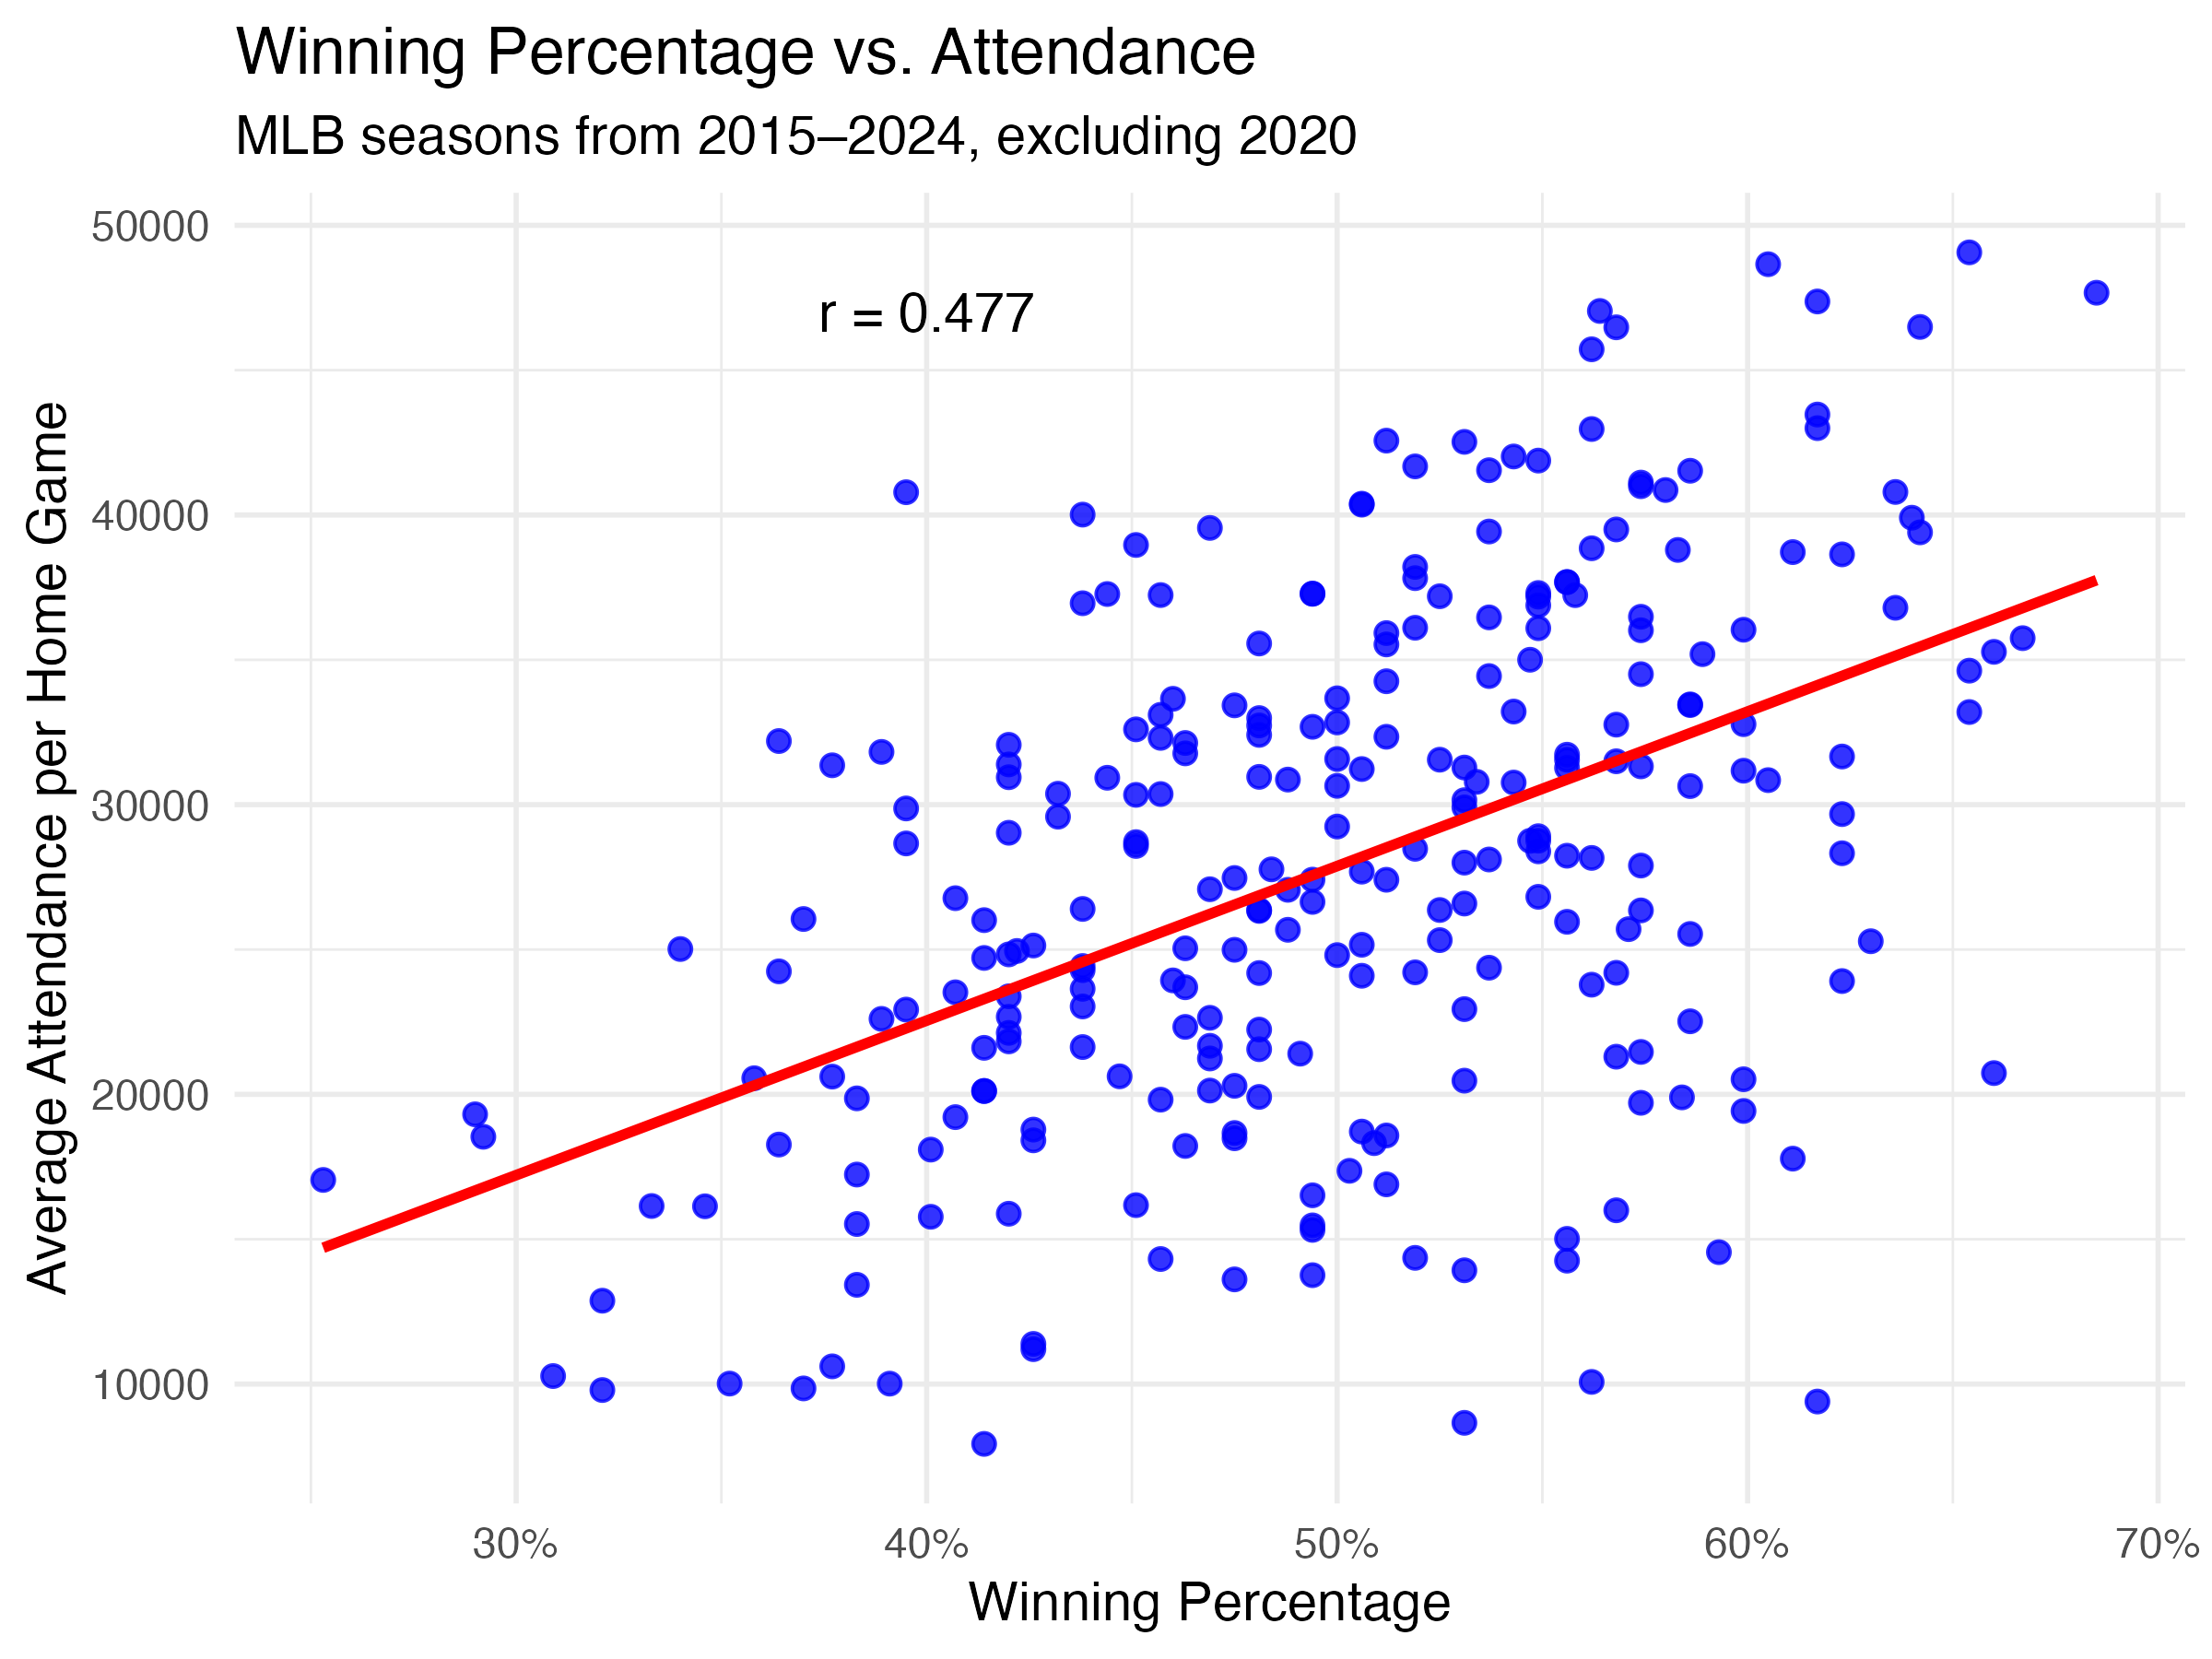 Winning Percentage vs. Attendance
MLB seasons from 2015–2024, excluding 2020
50000
r = 0.477
40000
30000
20000
10000
Average Attendance per Home Game
30%
40%
50%
60%
70%
Winning Percentage